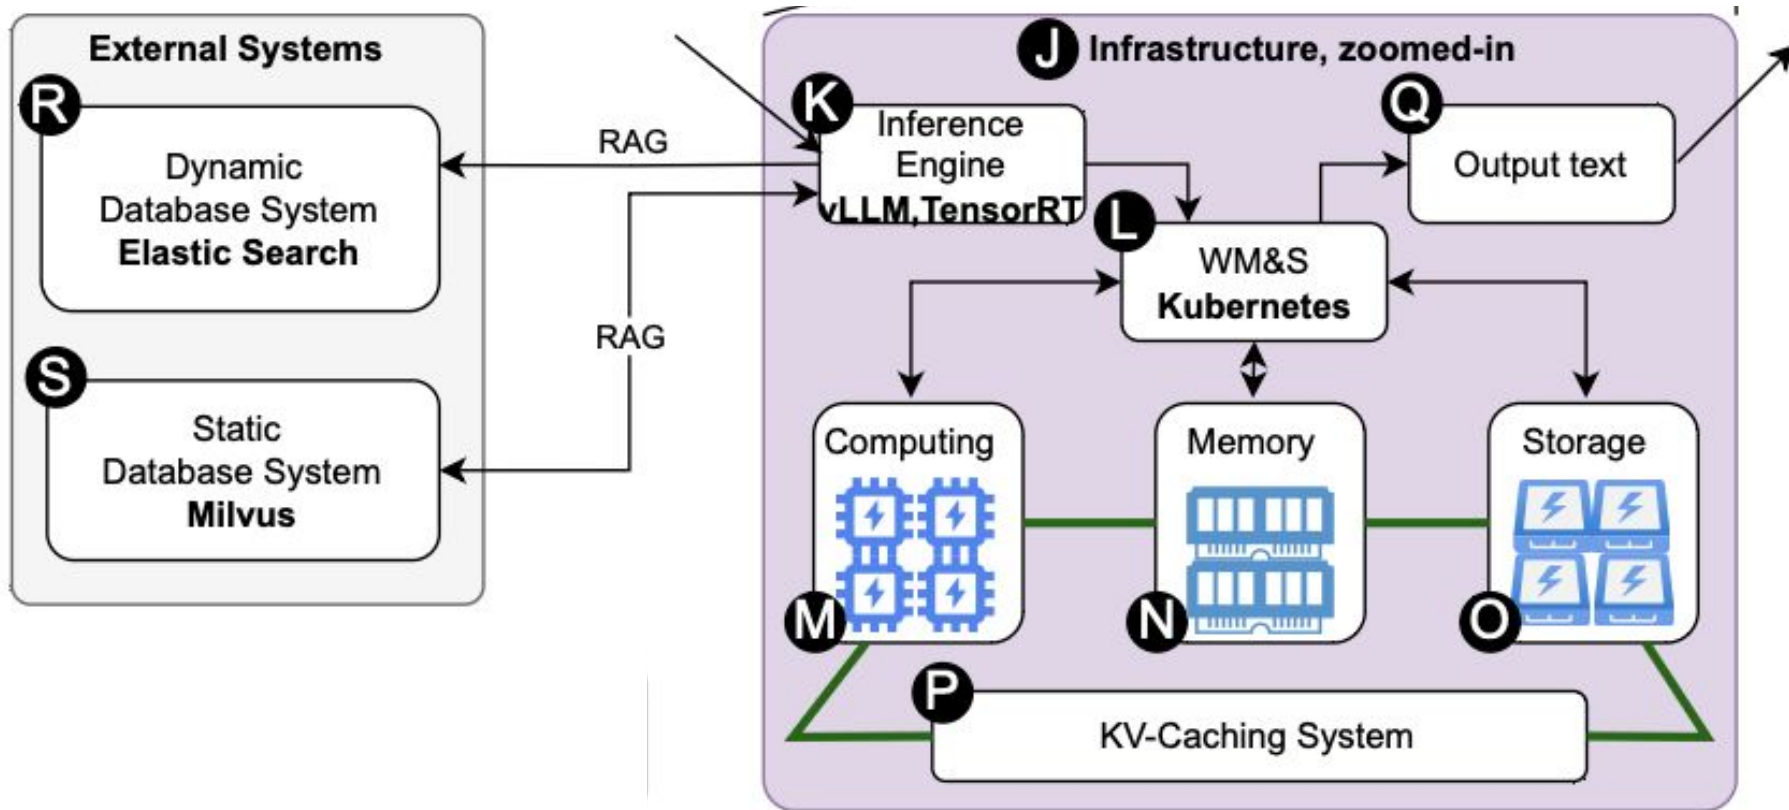 External Systems
R
Dynamic
Database System
Elastic Search
S
Static
Database System
Milvus
RAG
RAG
J Infrastructure, zoomed-in
K
Inference
Engine
vLLM,TensorRT
Q
Output text
L
WM&S
Kubernetes
Computing
M
Memory
N
Storage
O
P
KV-Caching System